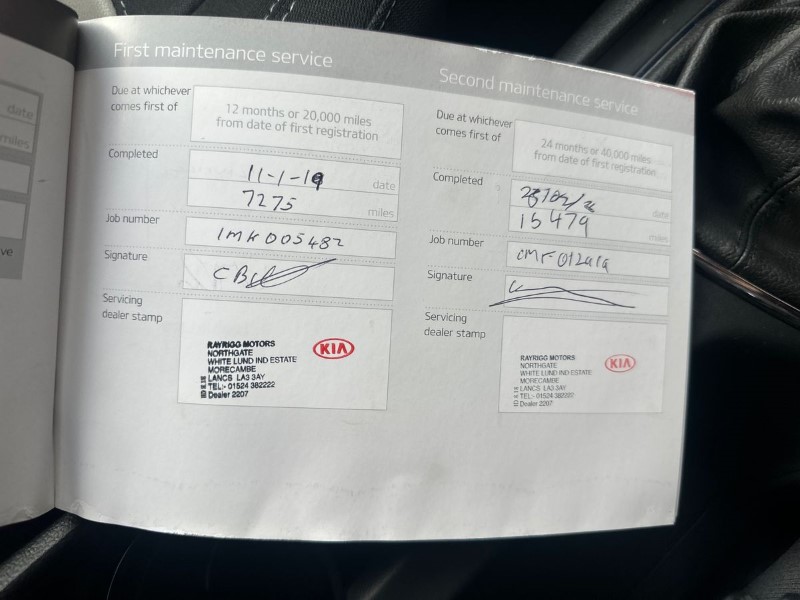 date
miles
ve
First maintenance service
Due at whichever
comes first of
12 months or 20,000 miles
from date of first registration
Completed
11-1-19
date
7275
miles
Job number
1MK005482
Signature
Servicing
dealer stamp
RAYRIGG MOTORS
NORTHGATE
WHITE LUND IND ESTATE
MORECAMBE
LANCS LA3 3AY
TEL:- 01524 382222
Dealer 2207
KIA
Second maintenance service
Due at whichever
comes first of
24 months or 40,000 miles
from date of first registration
Completed
date
15479
miles
Job number
Signature
Servicing
dealer stamp
RAYRIGG MOTORS
NORTHGATE
WHITE LUND IND ESTATE
MORECAMBE
LANCS LA3 3AY
TEL:- 01524 382222
Dealer 2207
KIA